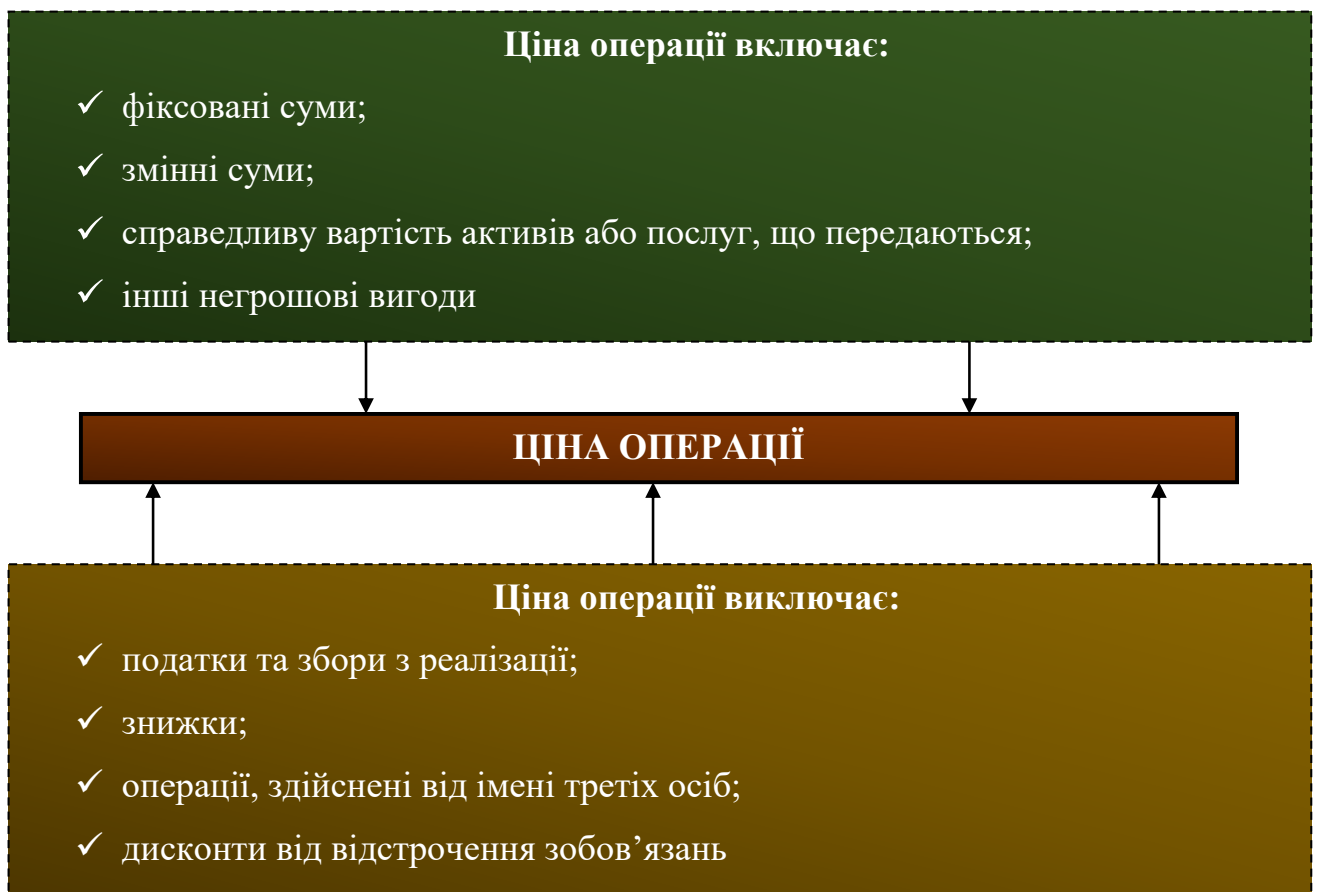 Ціна операції включає:
✓ фіксовані суми;
✓ змінні суми;
✓ справедливу вартість активів або послуг, що передаються;
✓ інші негрошові вигоди
ЦІНА ОПЕРАЦІЇ
Ціна операції виключає:
✓ податки та збори з реалізації;
✓ знижки;
✓ операції, здійснені від імені третіх осіб;
✓ дисконти від відстрочення зобов’язань